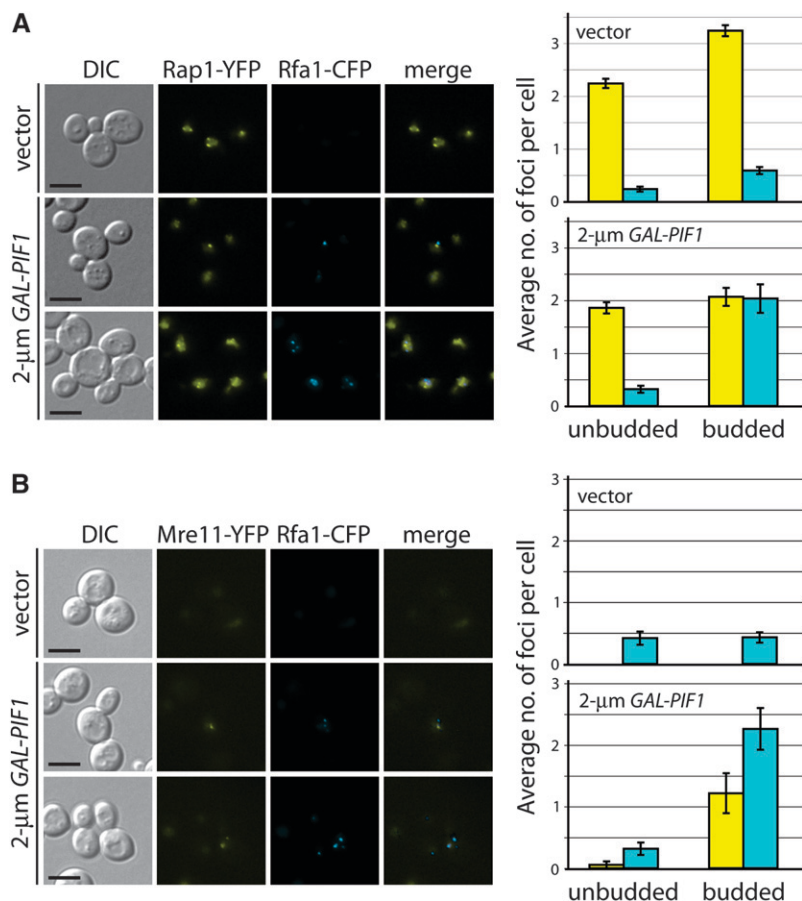 A
DIC Rap1-YFP Rfa1-CFP merge
vector
2-μm GAL-PIF1
Average no. of foci per cell
vector
3
2
1
0
2-μm GAL-PIF1
3
2
1
0
unbudded budded
B
DIC Mre11-YFP Rfa1-CFP merge
vector
2-μm GAL-PIF1
Average no. of foci per cell
vector
3
2
1
0
2-μm GAL-PIF1
3
2
1
0
unbudded budded